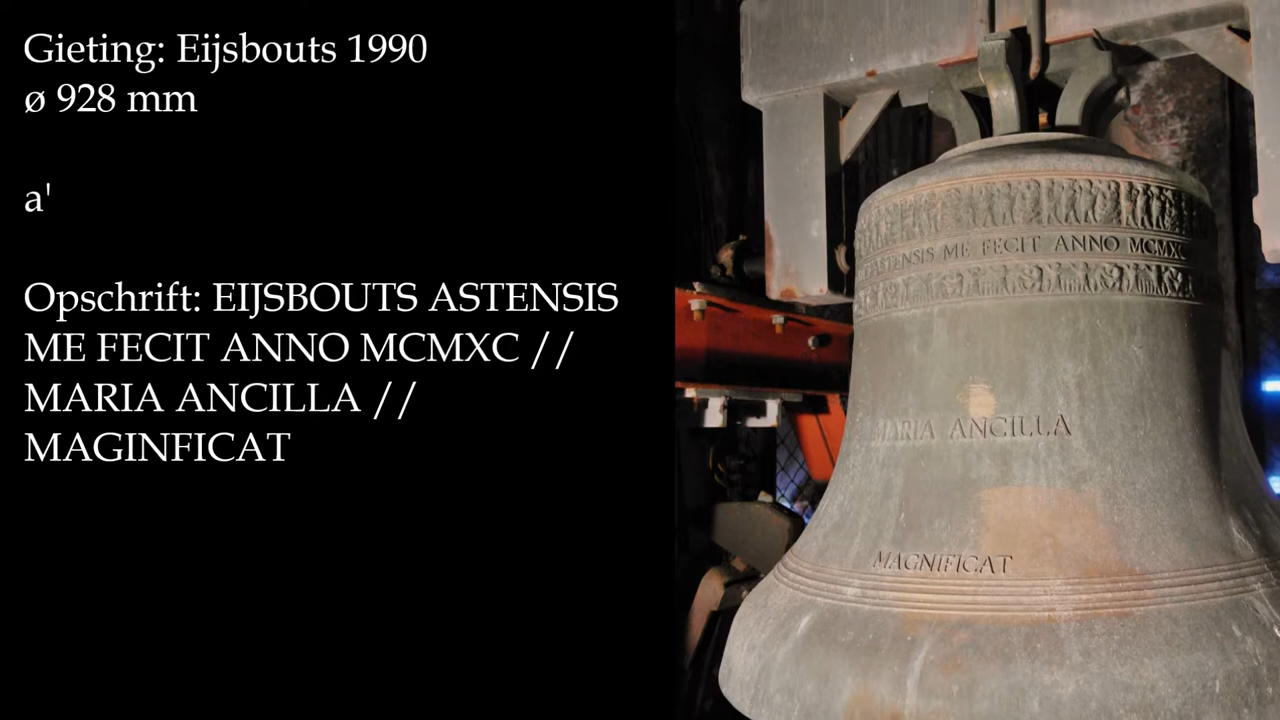 Gieting: Eijsbouts 1990
ø 928 mm
a'
Opschrift: EIJSBOUTS ASTENSIS
ME FECIT ANNO MCMXC //
MARIA ANCILLA //
MAGINFICAT
ASTENSIS ME FECIT ANNO MCMXC
MARIA ANCILLA
MAGNIFICAT